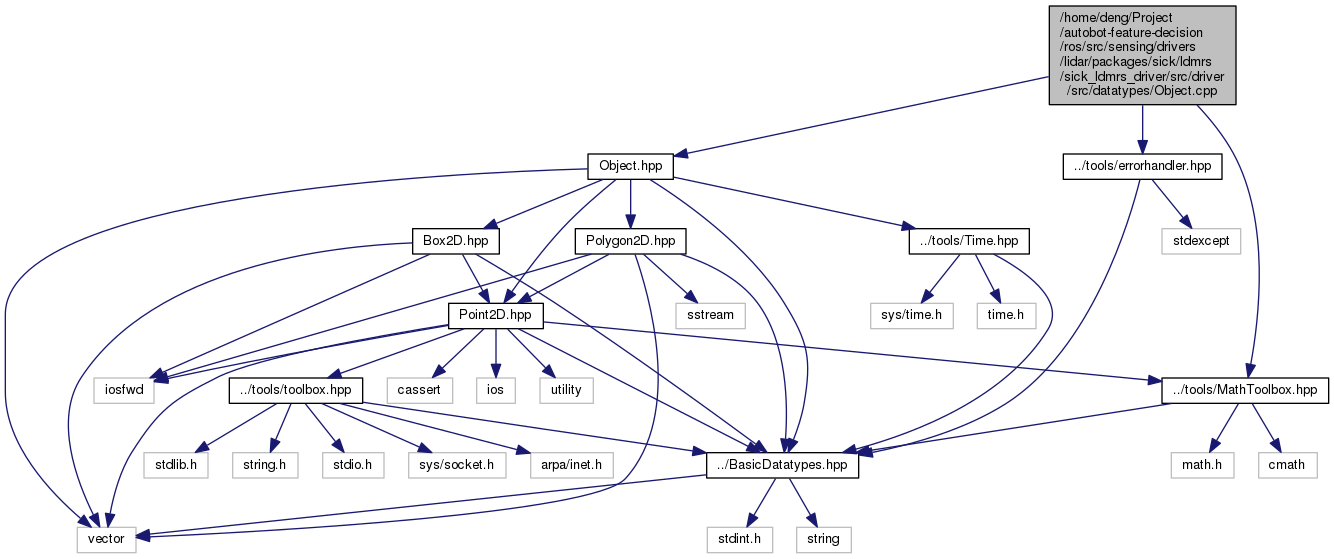 /home/deng/Project
/autobot-feature-decision
/ros/src/sensing/drivers
/lidar/packages/sick/ldmrs
/sick_ldmrs_driver/src/driver
/src/datatypes/Object.cpp
Object.hpp
../tools/errorhandler.hpp
Box2D.hpp
Polygon2D.hpp
../tools/Time.hpp
stdexcept
Point2D.hpp
sstream
sys/time.h
time.h
iosfwd
../tools/toolbox.hpp
cassert
ios
utility
../tools/MathToolbox.hpp
stdlib.h
string.h
stdio.h
sys/socket.h
arpa/inet.h
../BasicDatatypes.hpp
math.h
cmath
vector
stdint.h
string